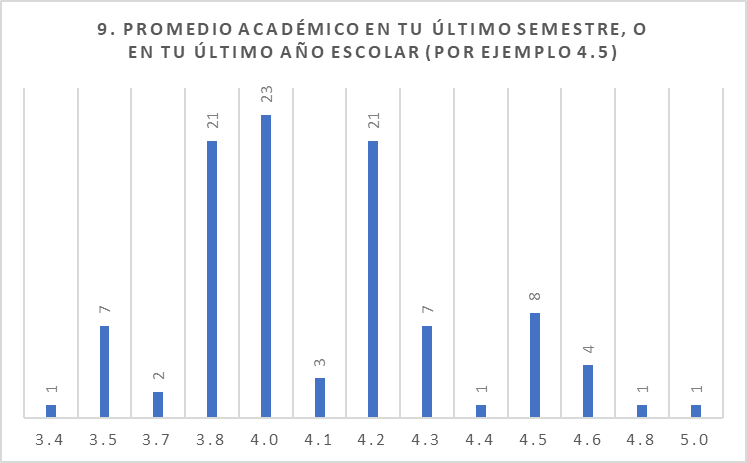 9. PROMEDIO ACADÉMICO EN TU ÚLTIMO SEMESTRE, O
EN TU ÚLTIMO AÑO ESCOLAR (POR EJEMPLO 4.5)
1 7 2 21 23 3 21 7 1 8 4 1 1
3.4 3.5 3.7 3.8 4.0 4.1 4.2 4.3 4.4 4.5 4.6 4.8 5.0